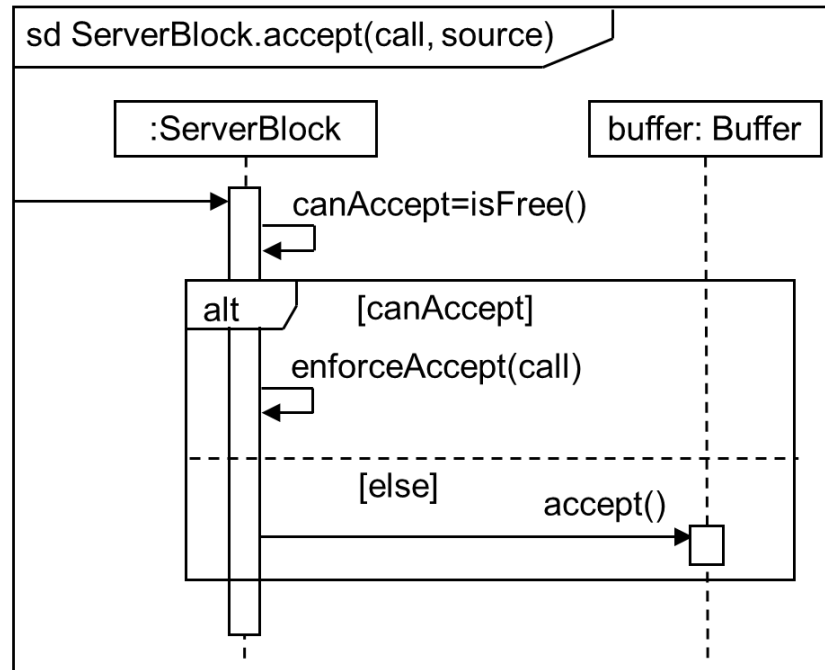 sd ServerBlock.accept(call, source)
:ServerBlock
buffer: Buffer
canAccept=isFree()
alt
[canAccept]
enforceAccept(call)
[else]
accept()